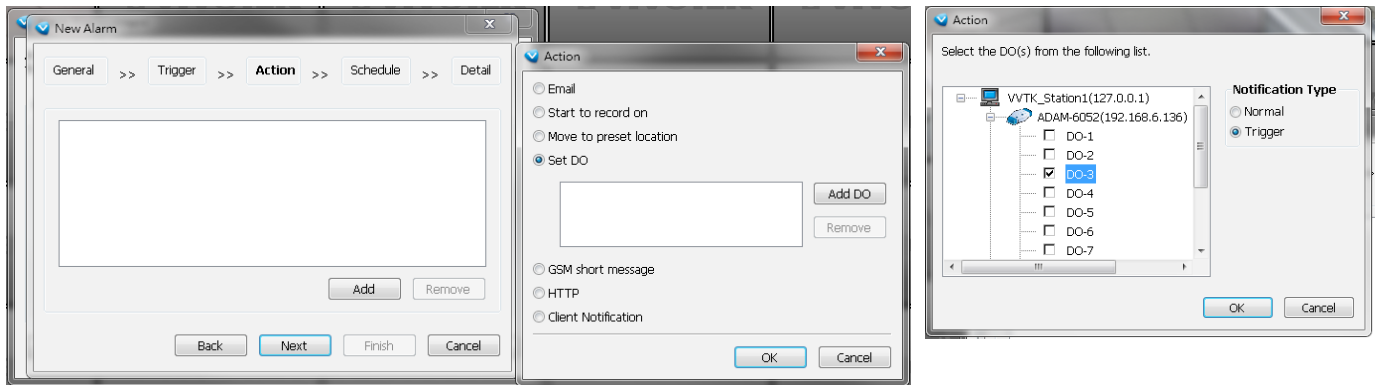 New Alarm
General >> Trigger >> Action >> Schedule >> Detail
Add Remove
Back Next Finish Cancel
Action
Email
Start to record on
Move to preset location
Set DO
Add DO
Remove
GSM short message
HTTP
Client Notification
OK Cancel
Action
Select the DO(s) from the following list.
VVTK_Station1(127.0.0.1)
ADAM-6052(192.168.6.136)
DO-1
DO-2
DO-3
DO-4
DO-5
DO-6
DO-7
Notification Type
Normal
Trigger
OK Cancel